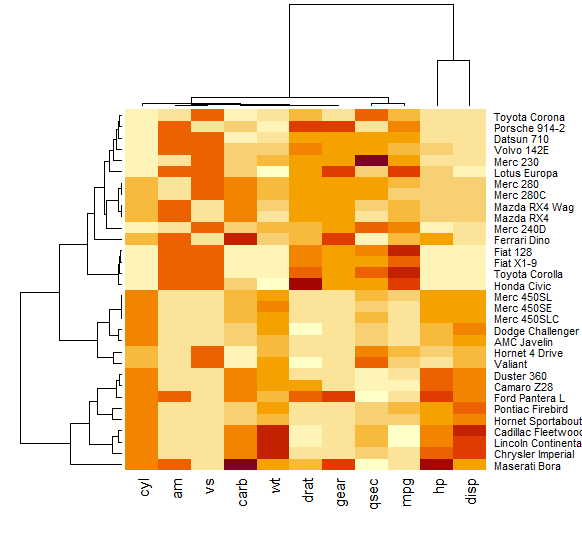 Toyota Corona
Porsche 914-2
Datsun 710
Volvo 142E
Merc 230
Lotus Europa
Merc 280
Merc 280C
Mazda RX4 Wag
Mazda RX4
Merc 240D
Ferrari Dino
Fiat 128
Fiat X1-9
Toyota Corolla
Honda Civic
Merc 450SL
Merc 450SE
Merc 450SLC
Dodge Challenger
AMC Javelin
Hornet 4 Drive
Valiant
Duster 360
Camaro Z28
Ford Pantera L
Pontiac Firebird
Hornet Sportabout
Cadillac Fleetwood
Lincoln Continenta
Chrysler Imperial
Maserati Bora
cyl
am
vs
carb
wt
drat
gear
qsec
mpg
hp
disp